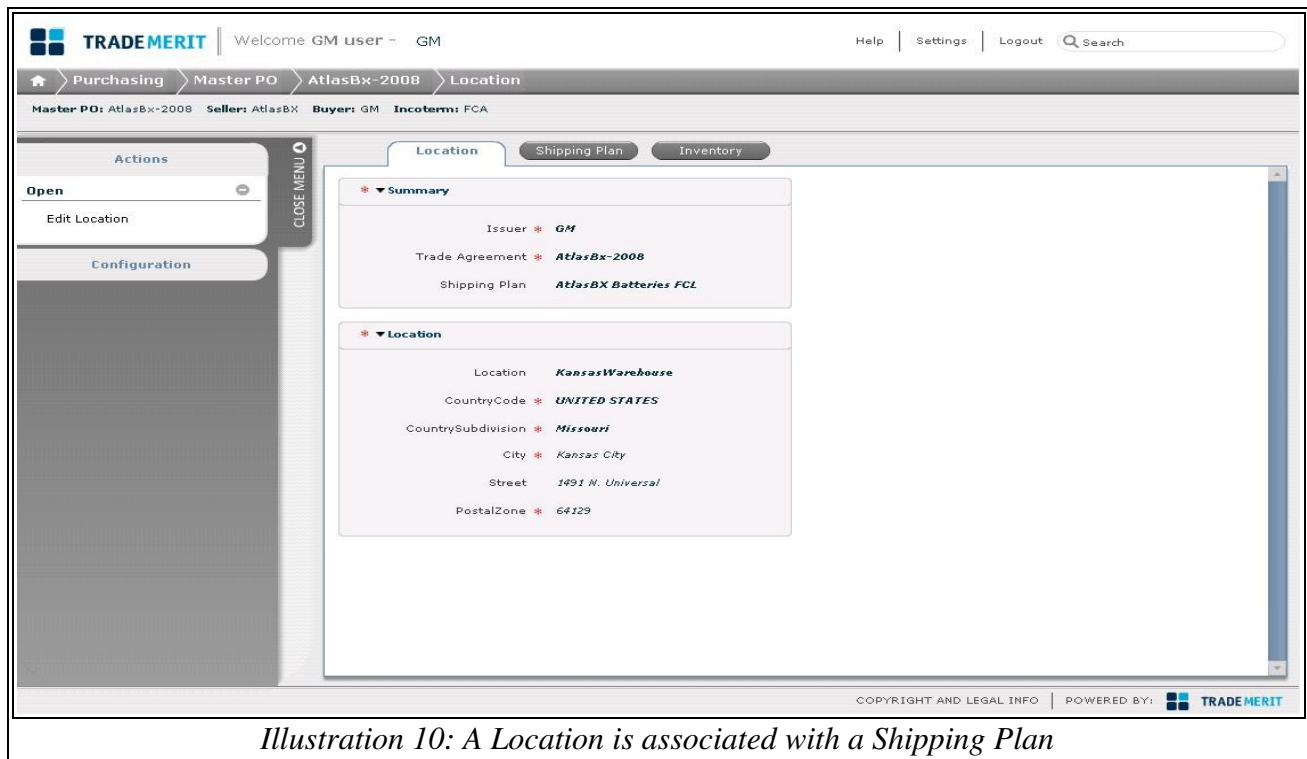 TRADEMERIT Welcome GM user - GM Help Settings Logout Search
Purchasing Master PO AtlasBx-2008 Location
Master PO: AtlasBx-2008 Seller: AtlasBX Buyer: GM Incoterm: FCA
Actions
Open
Edit Location
Configuration
CLOSE MENU
Location Shipping Plan Inventory
* Summary
Issuer * GM
Trade Agreement * AtlasBx-2008
Shipping Plan AtlasBX Batteries FCL
* Location
Location KansasWarehouse
CountryCode * UNITED STATES
CountrySubdivision * Missouri
City * Kansas City
Street 1491 N. Universal
PostalZone * 64129
COPYRIGHT AND LEGAL INFO POWERED BY: TRADEMERIT
Illustration 10: A Location is associated with a Shipping Plan